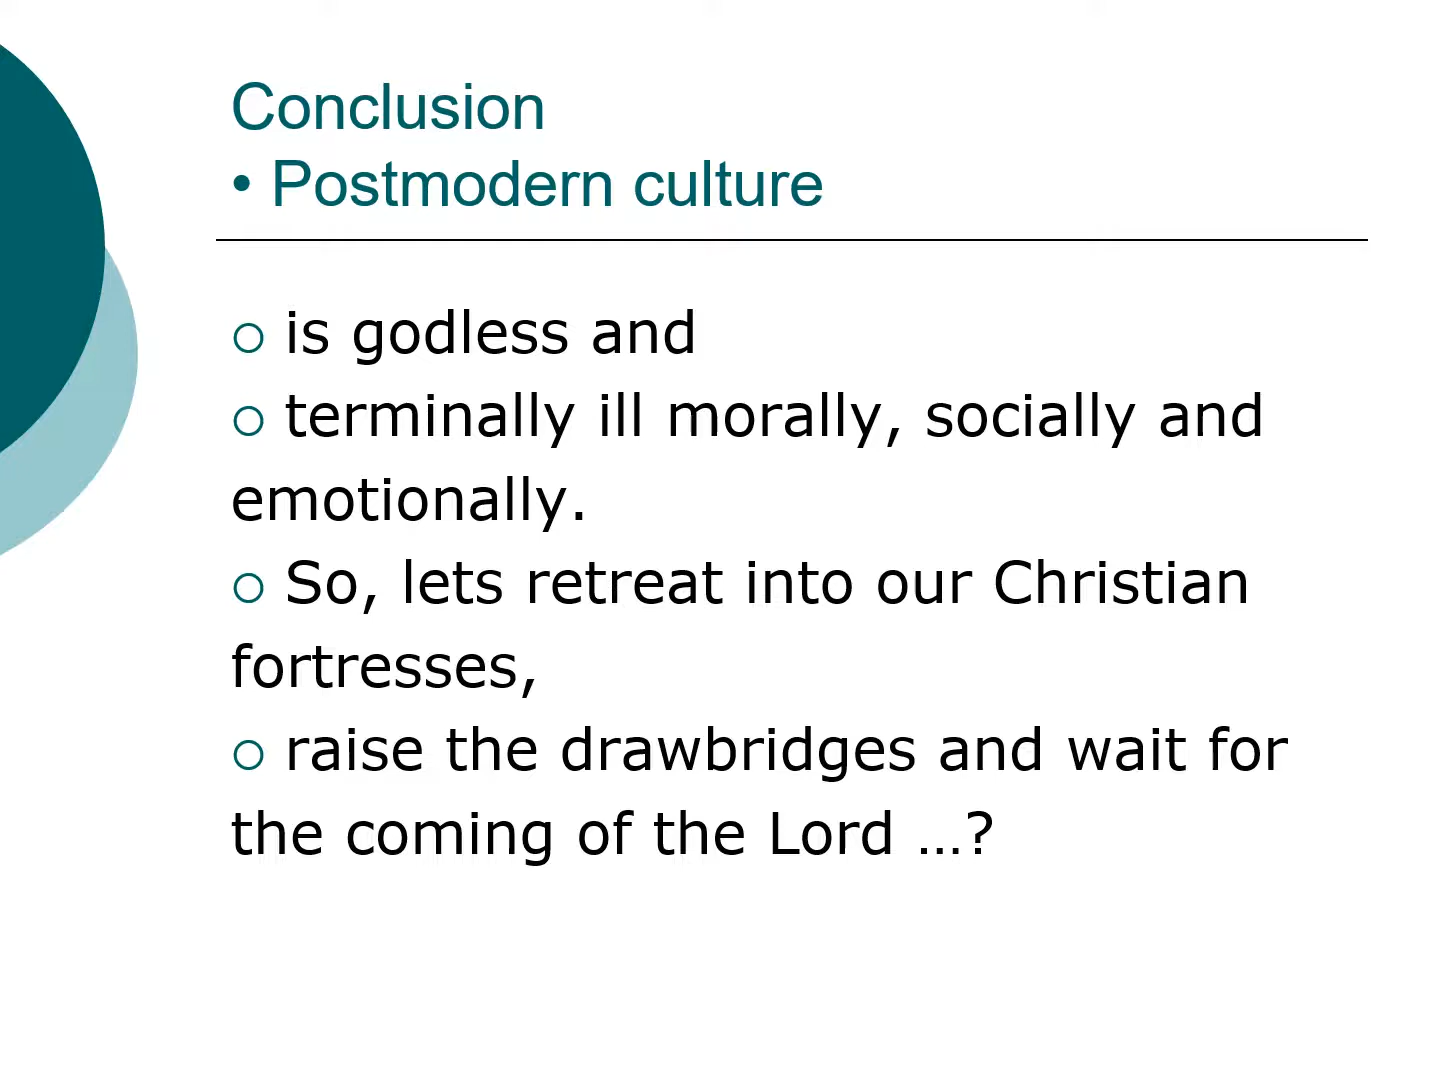 Conclusion
• Postmodern culture
○ is godless and
○ terminally ill morally, socially and
emotionally.
○ So, lets retreat into our Christian
fortresses,
○ raise the drawbridges and wait for
the coming of the Lord …?